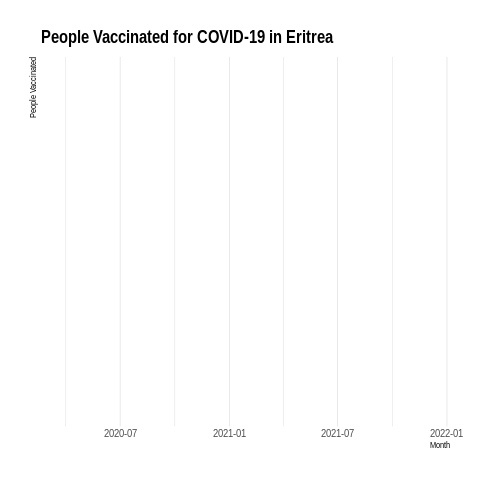 People Vaccinated for COVID-19 in Eritrea
People Vaccinated
2020-07
2021-01
2021-07
2022-01
Month